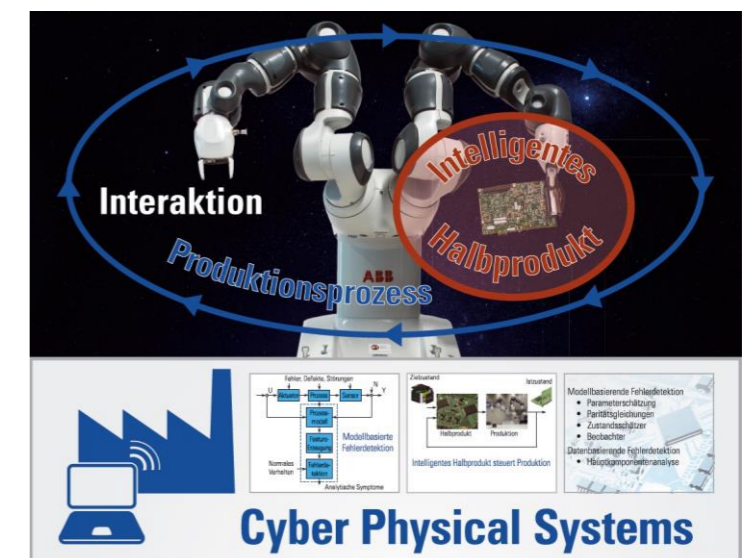 Intelligentes
Interaktion
Halbprodukt
Produktionsprozess
ABB
Fehler, Defekte, Störungen
U
N
Y
Aktuator
Prozess
Sensor
Prozess-
modell
Feature-
Erzeugung
Modellbasierte
Fehlerdetektion
Normales
Verhalten
Fehlerde-
tektion
Analytische Symptome
Zielzustand
Istzustand
Halbprodukt
Produktion
Intelligentes Halbprodukt steuert Produktion
Modellbasierende Fehlerdetektion
• Parameterschätzung
• Paritätsgleichungen
• Zustandsschätzer
• Beobachter
Datenbasierende Fehlerdetektion
• Hauptkomponentenanalyse
Cyber Physical Systems